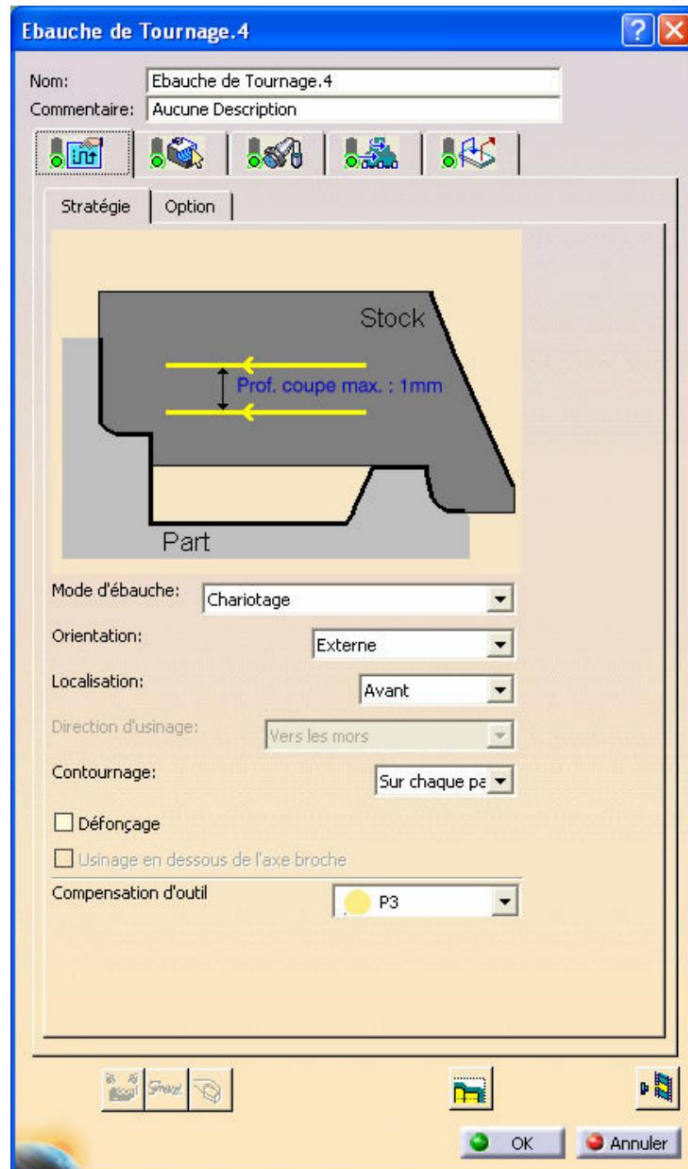 Ebauche de Tournage.4
Nom: Ebauche de Tournage.4
Commentaire: Aucune Description
Stratégie Option
Stock
Prof. coupe max. : 1mm
Part
Mode d'ébauche: Chariotage
Orientation: Externe
Localisation: Avant
Direction d'usinage: Vers les mors
Contournage: Sur chaque pa
Défonçage
Usinage en dessous de l'axe broche
Compensation d'outil P3
OK Annuler